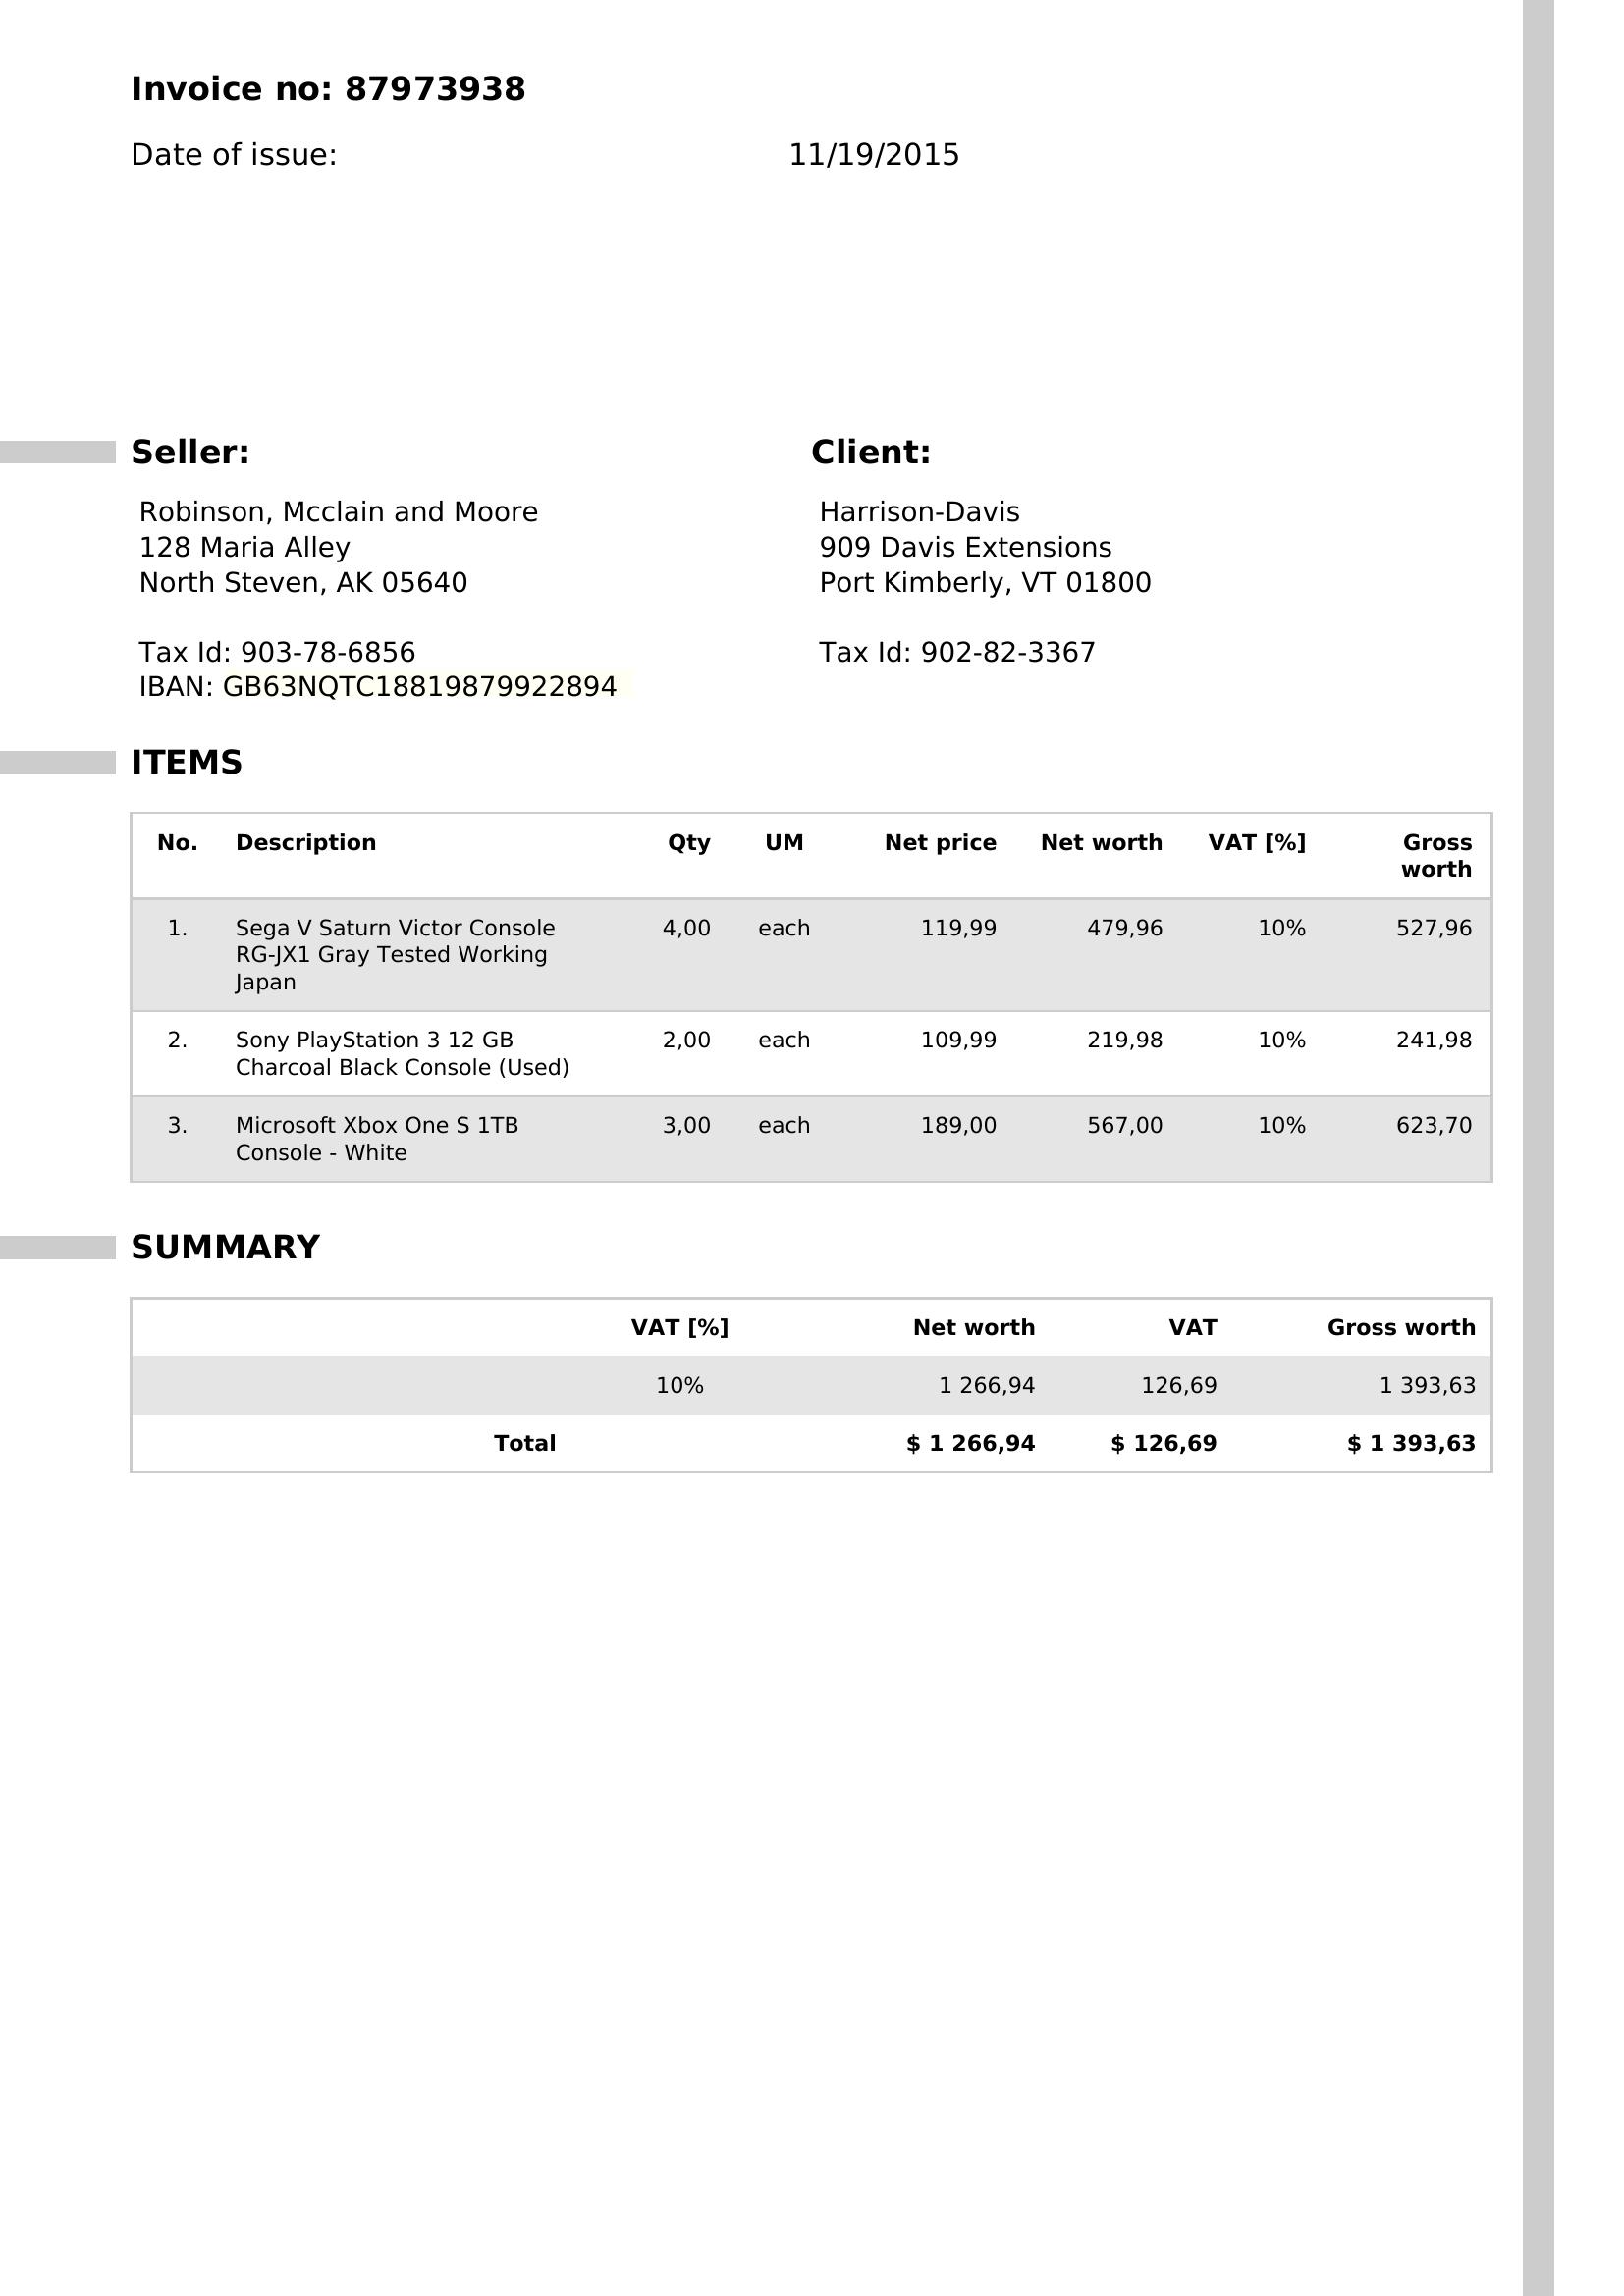 Invoice no: 87973938
Date of issue: 11/19/2015
Seller: Client:
Robinson, Mcclain and Moore Harrison-Davis
128 Maria Alley 909 Davis Extensions
North Steven, AK 05640 Port Kimberly, VT 01800
Tax Id: 903-78-6856 Tax Id: 902-82-3367
IBAN: GB63NQTC18819879922894
ITEMS
No. Description Qty UM Net price Net worth VAT [%] Gross
worth
1. Sega V Saturn Victor Console 4,00 each 119,99 479,96 10% 527,96
RG-JX1 Gray Tested Working
Japan
2. Sony PlayStation 3 12 GB 2,00 each 109,99 219,98 10% 241,98
Charcoal Black Console (Used)
3. Microsoft Xbox One S 1TB 3,00 each 189,00 567,00 10% 623,70
Console - White
SUMMARY
VAT [%] Net worth VAT Gross worth
10% 1 266,94 126,69 1 393,63
Total $ 1 266,94 $ 126,69 $ 1 393,63